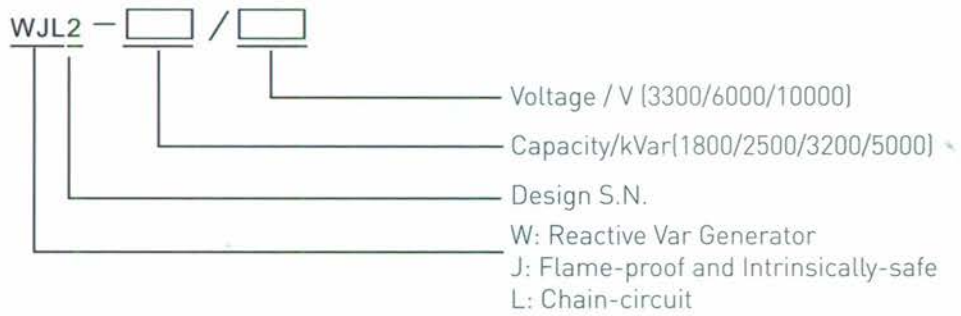 WJL2 - /
Voltage / V (3300/6000/10000)
Capacity/kVar(1800/2500/3200/5000)
Design S.N.
W: Reactive Var Generator
J: Flame-proof and Intrinsically-safe
L: Chain-circuit